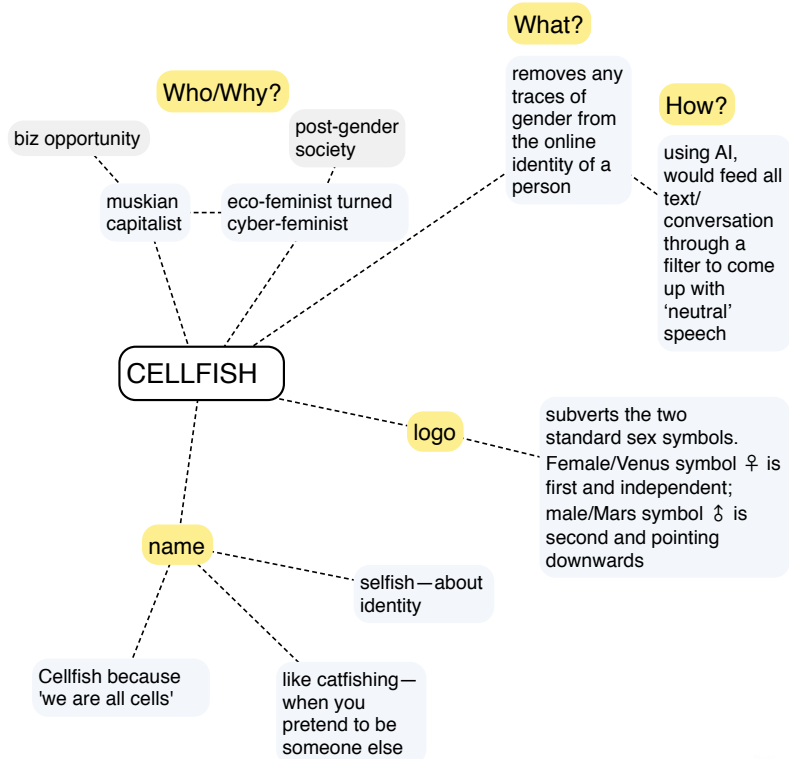 What?
removes any
traces of
gender from
the online
identity of a
person
How?
using AI,
would feed all
text/
conversation
through a
filter to come
up with
‘neutral’
speech
Who/Why?
biz opportunity
post-gender
society
muskian
capitalist
eco-feminist turned
cyber-feminist
CELLFISH
logo
subverts the two
standard sex symbols.
Female/Venus symbol ♀ is
first and independent;
male/Mars symbol ⚨ is
second and pointing
downwards
name
selfish—about
identity
Cellfish because
'we are all cells'
like catfishing—
when you
pretend to be
someone else